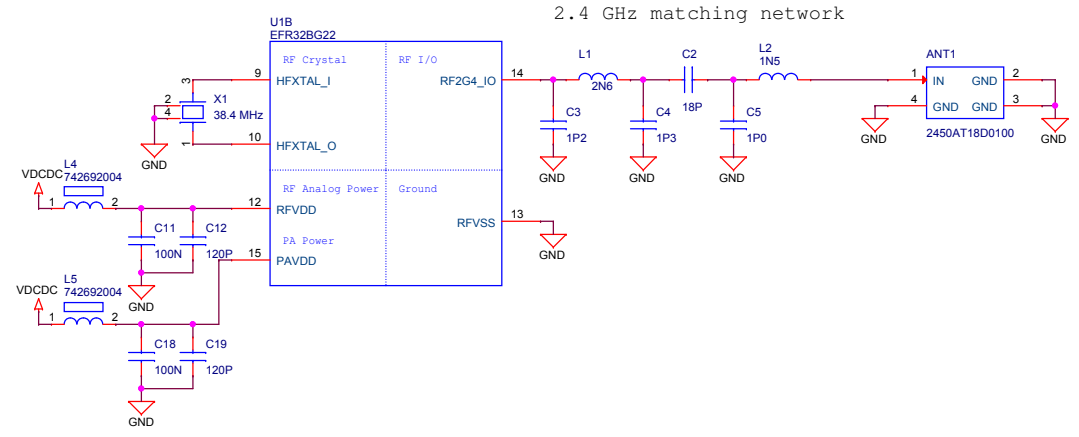 2.4 GHz matching network
U1B
EFR32BG22
RF Crystal
RF I/O
9
HFXTAL_I
RF2G4_IO
14
L1
2N6
C2
18P
L2
1N5
ANT1
1
IN
GND
2
4
GND
GND
3
2450AT18D0100
GND
GND
3
2
4
1
X1
38.4 MHz
GND
10
HFXTAL_O
C3
1P2
GND
C4
1P3
GND
C5
1P0
GND
VDCDC
L4
742692004
1
2
12
RF Analog Power
Ground
RFVDD
RFVSS
13
GND
C11
100N
C12
120P
GND
PA Power
15
PAVDD
VDCDC
L5
742692004
1
2
C18
100N
C19
120P
GND